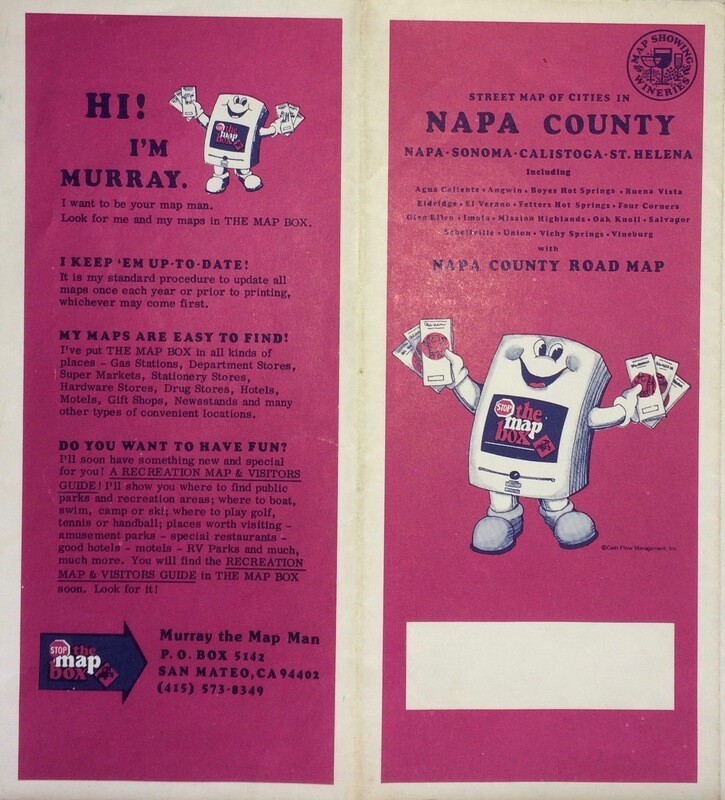 HI!
I'M
MURRAY.
I want to be your map man.
Look for me and my maps in THE MAP BOX.
I KEEP 'EM UP-TO-DATE!
It is my standard procedure to update all
maps once each year or prior to printing,
whichever may come first.
MY MAPS ARE EASY TO FIND!
I've put THE MAP BOX in all kinds of
places - Gas Stations, Department Stores,
Super Markets, Stationery Stores,
Hardware Stores, Drug Stores, Hotels,
Motels, Gift Shops, Newsstands and many
other types of convenient locations.
DO YOU WANT TO HAVE FUN?
I'll soon have something new and special
for you! A RECREATION MAP & VISITORS
GUIDE! I'll show you where to find public
parks and recreation areas; where to boat,
swim, camp or ski; where to play golf,
tennis or handball; places worth visiting -
amusement parks - special restaurants -
good hotels - motels - RV Parks and much,
much more. You will find the RECREATION
MAP & VISITORS GUIDE in THE MAP BOX
soon. Look for it!
STOP the
map
box
Murray the Map Man
P. O. BOX 5142
SAN MATEO, CA 94402
(415) 573-8349
the
map
box
MAP SHOWING
WINERIES
STREET MAP OF CITIES IN
NAPA COUNTY
NAPA·SONOMA·CALISTOGA·ST. HELENA
Including
Agua Caliente • Angwin • Boyes Hot Springs • Buena Vista
Eldridge • El Verano • Fetters Hot Springs • Four Corners
Glen Ellen • Imola • Mission Highlands • Oak Knoll • Salvador
Schellville • Union • Vichy Springs • Vineburg
with
NAPA COUNTY ROAD MAP
STOP the
map
box
©Cash Flow Management, Inc.